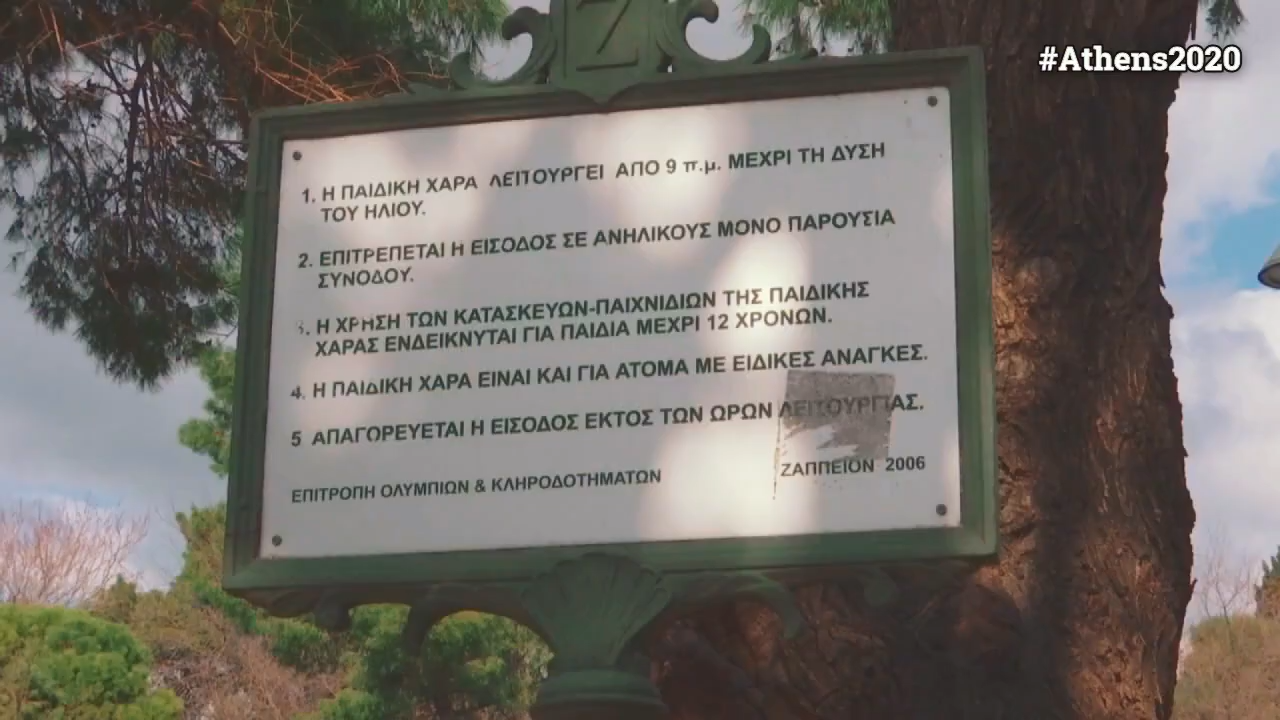 #Athens2020
Z
1. Η ΠΑΙΔΙΚΗ ΧΑΡΑ ΛΕΙΤΟΥΡΓΕΙ ΑΠΟ 9 π.μ. ΜΕΧΡΙ ΤΗ ΔΥΣΗ
ΤΟΥ ΗΛΙΟΥ.
2. ΕΠΙΤΡΕΠΕΤΑΙ Η ΕΙΣΟΔΟΣ ΣΕ ΑΝΗΛΙΚΟΥΣ ΜΟΝΟ ΠΑΡΟΥΣΙΑ
ΣΥΝΟΔΟΥ.
3. Η ΧΡΗΣΗ ΤΩΝ ΚΑΤΑΣΚΕΥΩΝ-ΠΑΙΧΝΙΔΙΩΝ ΤΗΣ ΠΑΙΔΙΚΗΣ
ΧΑΡΑΣ ΕΝΔΕΙΚΝΥΤΑΙ ΓΙΑ ΠΑΙΔΙΑ ΜΕΧΡΙ 12 ΧΡΟΝΩΝ.
4. Η ΠΑΙΔΙΚΗ ΧΑΡΑ ΕΙΝΑΙ ΚΑΙ ΓΙΑ ΑΤΟΜΑ ΜΕ ΕΙΔΙΚΕΣ ΑΝΑΓΚΕΣ.
5 ΑΠΑΓΟΡΕΥΕΤΑΙ Η ΕΙΣΟΔΟΣ ΕΚΤΟΣ ΤΩΝ ΩΡΩΝ ΛΕΙΤΟΥΡΓΙΑΣ.
ΕΠΙΤΡΟΠΗ ΟΛΥΜΠΙΩΝ & ΚΛΗΡΟΔΟΤΗΜΑΤΩΝ ΖΑΠΠΕΙΟΝ 2006